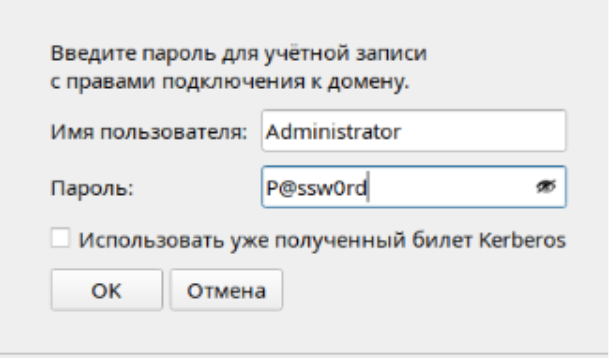 Введите пароль для учётной записи
с правами подключения к домену.
Имя пользователя: Administrator
Пароль: P@ssw0rd
Использовать уже полученный билет Kerberos
OK Отмена